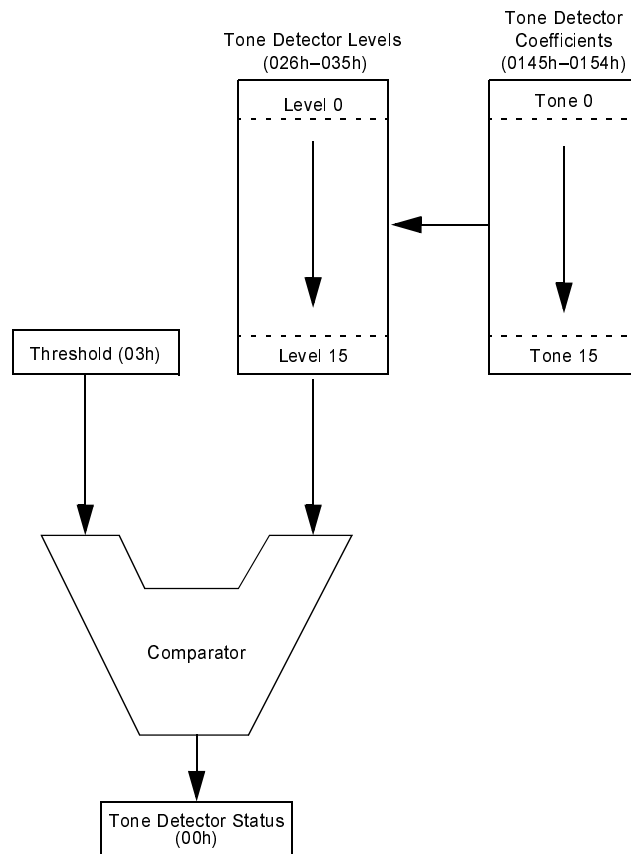 Tone Detector Levels
(026h–035h)
Tone Detector
Coefficients
(0145h–0154h)
Level 0
Tone 0
Threshold (03h)
Level 15
Tone 15
Comparator
Tone Detector Status
(00h)